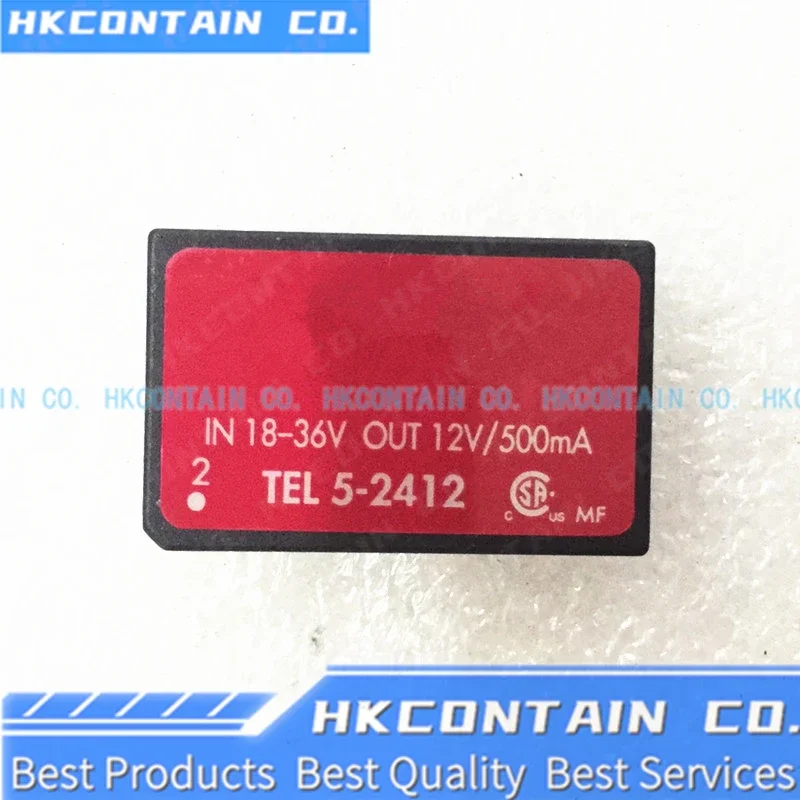 HKCONTAIN CO.
IN CO. HKCONTAIN CO. HKCONTAIN CO. HKCONTAIN CO. HK
IN 18–36V OUT 12V/500mA
2
TEL 5-2412
SA
C US MF
HKCONTAIN CO.
Best Products Best Quality Best Services